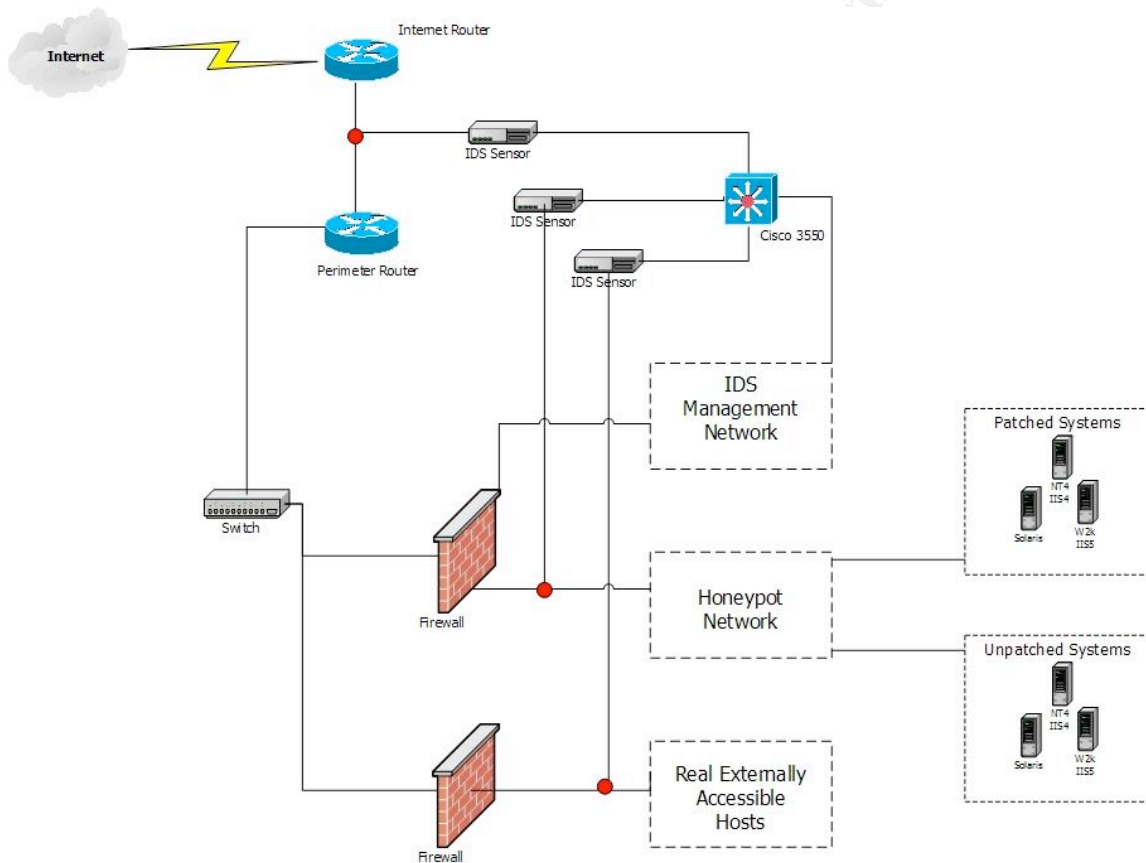 Internet Router
Internet
IDS Sensor
IDS Sensor
Cisco 3550
Perimeter Router
IDS Sensor
IDS
Management
Network
Patched Systems
NT4
IIS4
Solaris
W2k
IIS5
Switch
Honeypot
Network
Firewall
Unpatched Systems
NT4
IIS4
Solaris
W2k
IIS5
Real Externally
Accessible
Hosts
Firewall